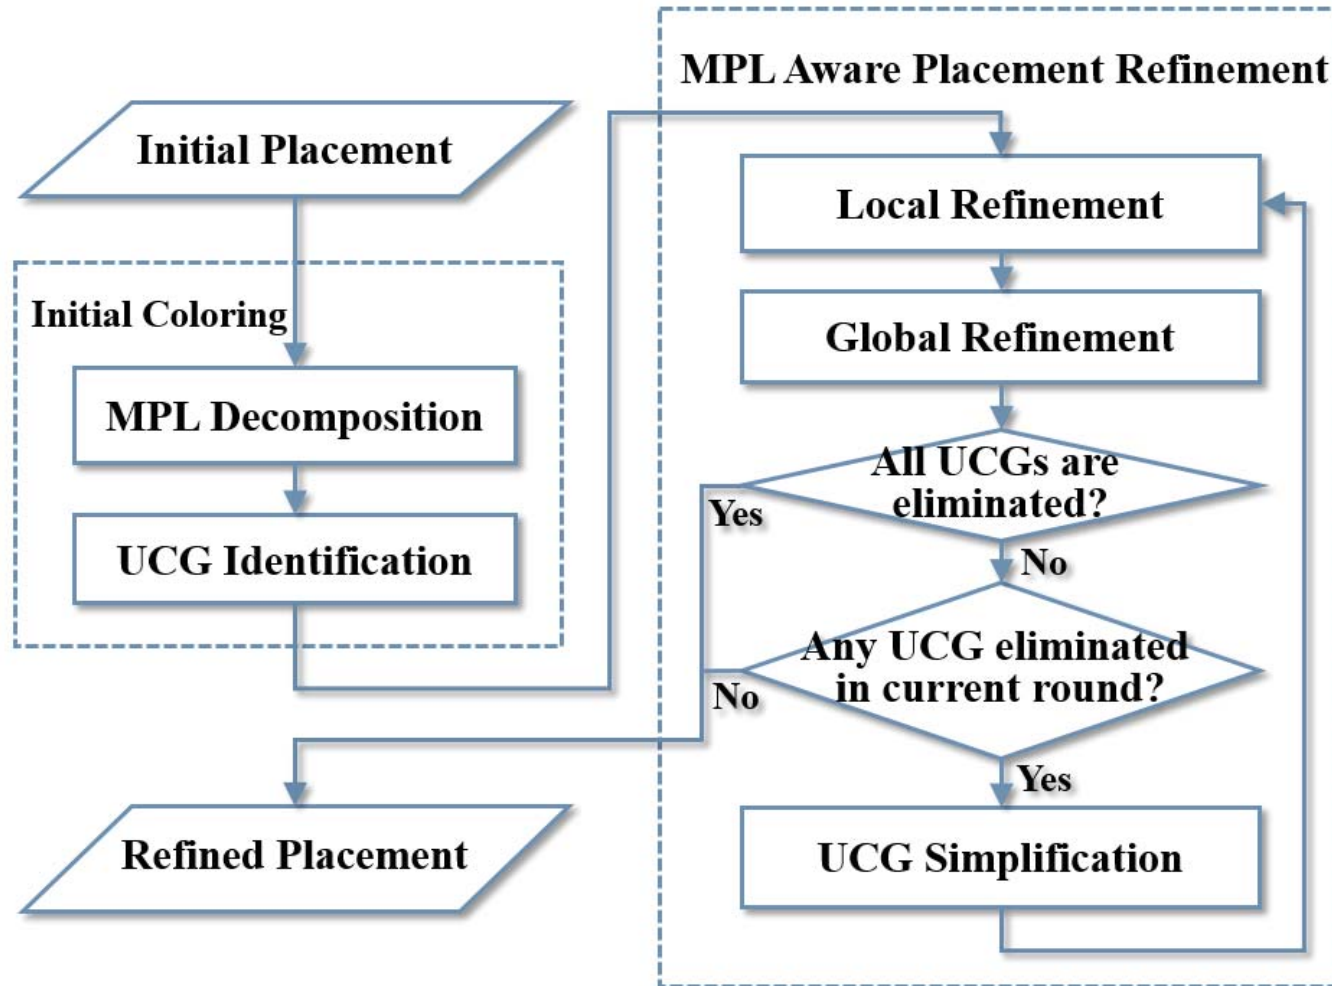 Initial Placement
Initial Coloring
MPL Decomposition
UCG Identification
Refined Placement
MPL Aware Placement Refinement
Local Refinement
Global Refinement
All UCGs are
eliminated?
Yes
No
Any UCG eliminated
in current round?
No
Yes
UCG Simplification